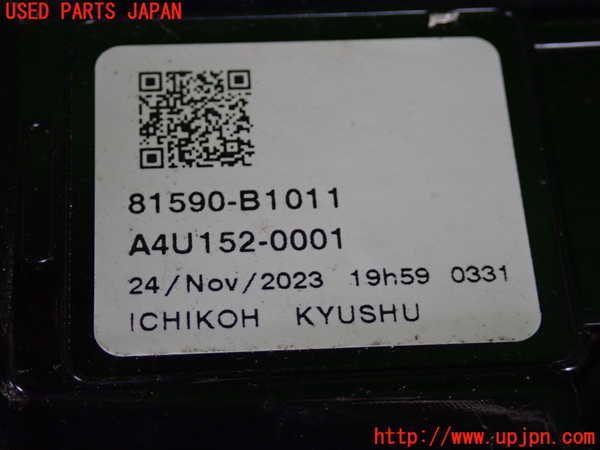 USED PARTS JAPAN
81590-B1011
A4U152-0001
24/Nov/2023 19h59 0331
ICHIKOH KYUSHU
http://www.upjpn.com/